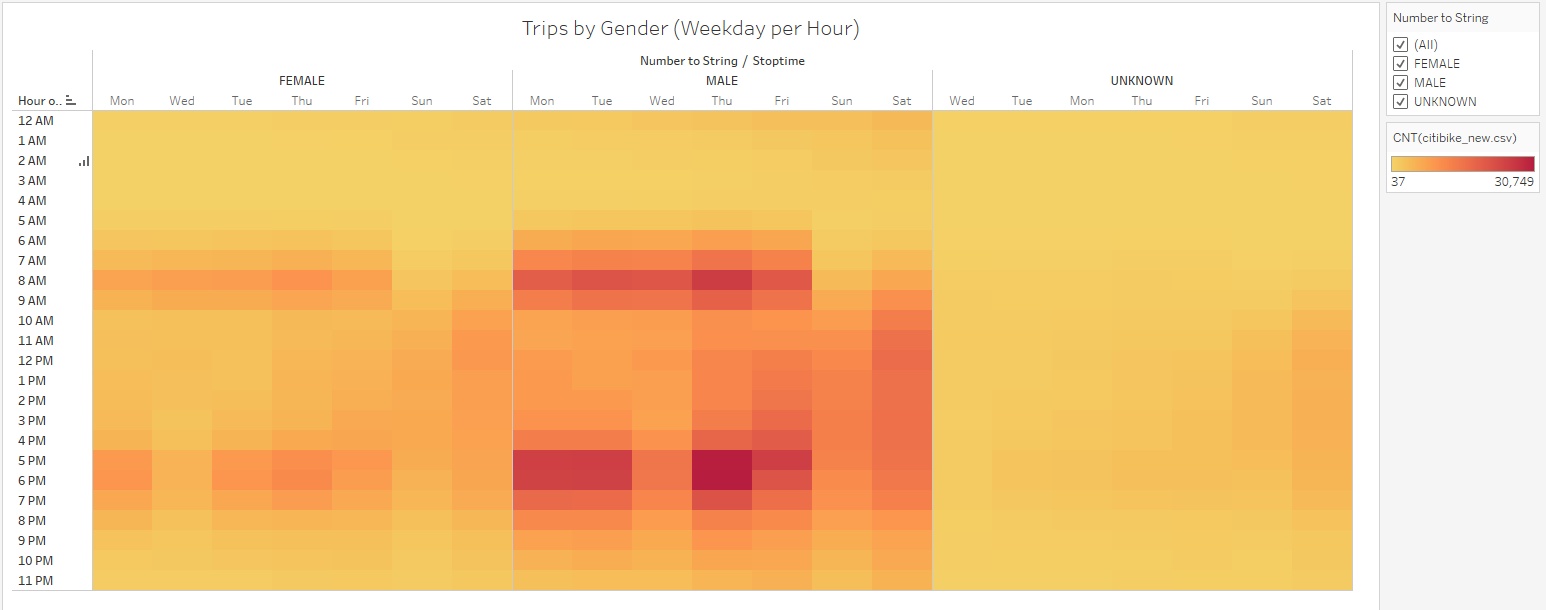 Trips by Gender (Weekday per Hour)
Number to String / Stoptime
FEMALE MALE UNKNOWN
Hour o.. Mon Wed Tue Thu Fri Sun Sat Mon Tue Wed Thu Fri Sun Sat Wed Tue Mon Thu Fri Sun Sat
12 AM
1 AM
2 AM
3 AM
4 AM
5 AM
6 AM
7 AM
8 AM
9 AM
10 AM
11 AM
12 PM
1 PM
2 PM
3 PM
4 PM
5 PM
6 PM
7 PM
8 PM
9 PM
10 PM
11 PM
Number to String
(All)
FEMALE
MALE
UNKNOWN
CNT(citibike_new.csv)
37 30,749